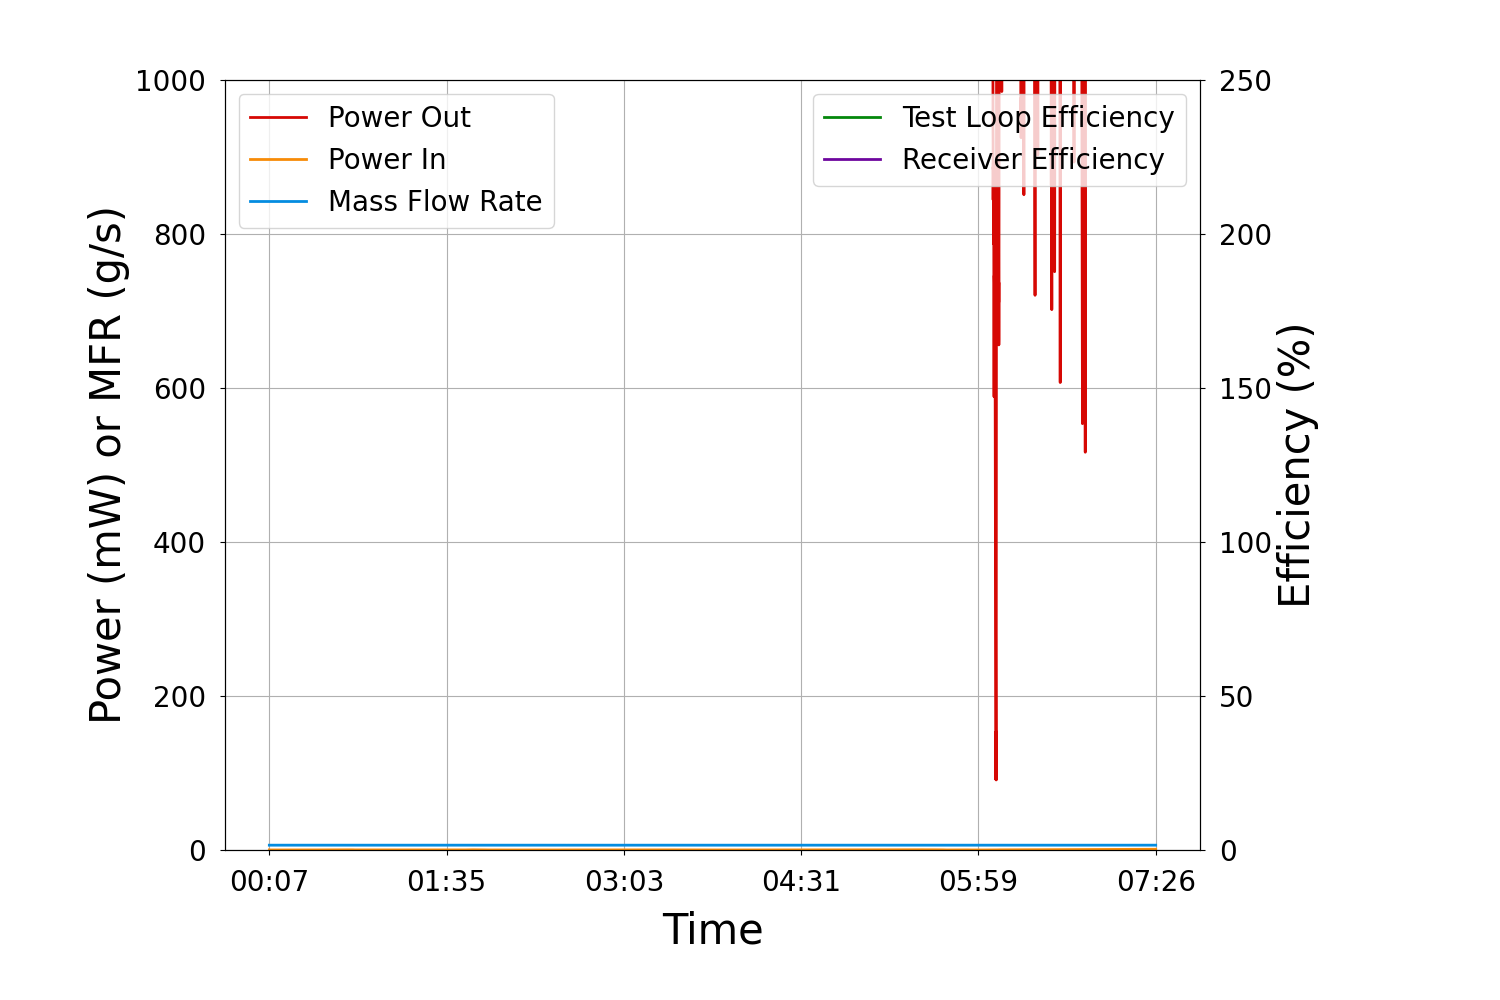 1000
800
600
400
200
0
Power (mW) or MFR (g/s)
Power Out
Power In
Mass Flow Rate
Test Loop Efficiency
Receiver Efficiency
250
200
150
100
50
0
Efficiency (%)
00:07
01:35
03:03
04:31
05:59
07:26
Time